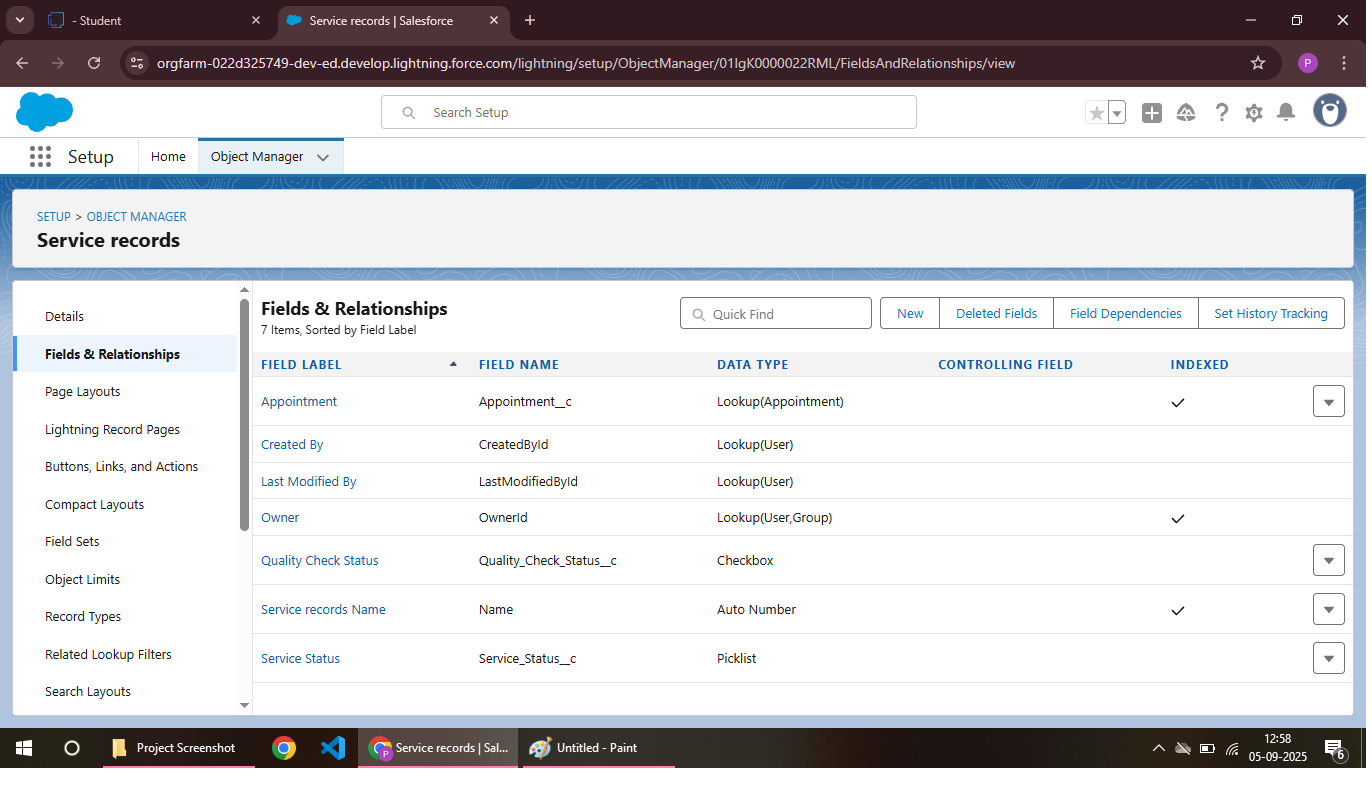 - Student
Service records | Salesforce
orgfarm-022d325749-dev-ed.develop.lightning.force.com/lightning/setup/ObjectManager/01IgK0000022RML/FieldsAndRelationships/view
P
Search Setup
Setup
Home
Object Manager
SETUP > OBJECT MANAGER
Service records
Details
Fields & Relationships
Page Layouts
Lightning Record Pages
Buttons, Links, and Actions
Compact Layouts
Field Sets
Object Limits
Record Types
Related Lookup Filters
Search Layouts
Fields & Relationships
7 Items, Sorted by Field Label
Quick Find
New
Deleted Fields
Field Dependencies
Set History Tracking
FIELD LABEL FIELD NAME DATA TYPE CONTROLLING FIELD INDEXED
Appointment Appointment__c Lookup(Appointment)
Created By CreatedById Lookup(User)
Last Modified By LastModifiedById Lookup(User)
Owner OwnerId Lookup(User,Group)
Quality Check Status Quality_Check_Status__c Checkbox
Service records Name Name Auto Number
Service Status Service_Status__c Picklist
Project Screenshot
P
Service records | Sal...
Untitled - Paint
12:58
05-09-2025
6